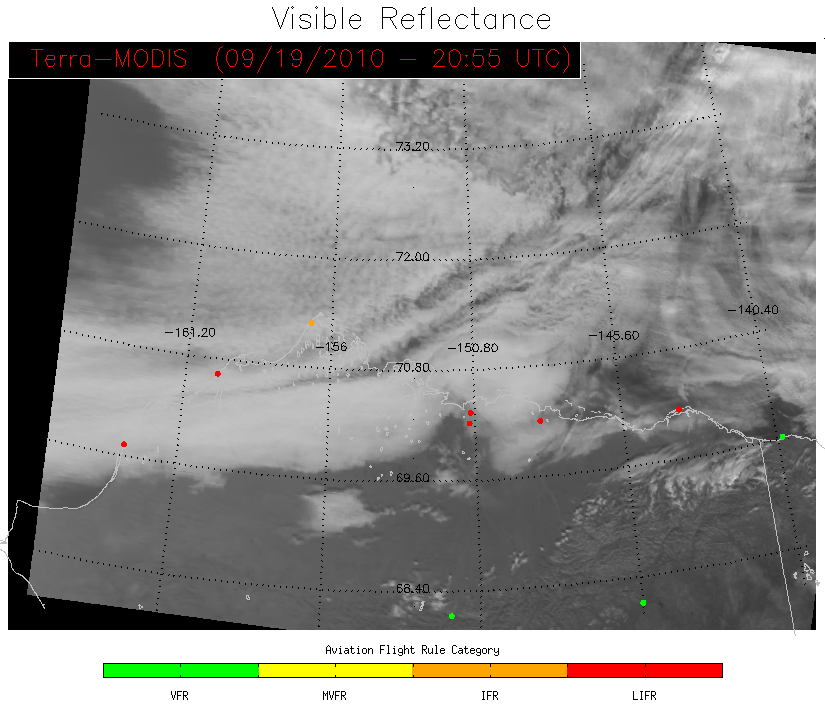 Visible Reflectance
Terra-MODIS (09/19/2010 - 20:55 UTC)
73.20
72.00
-140.40
-161.20
-156
-150.80
-145.60
70.80
69.60
68.40
Aviation Flight Rule Category
VFR MVFR IFR LIFR